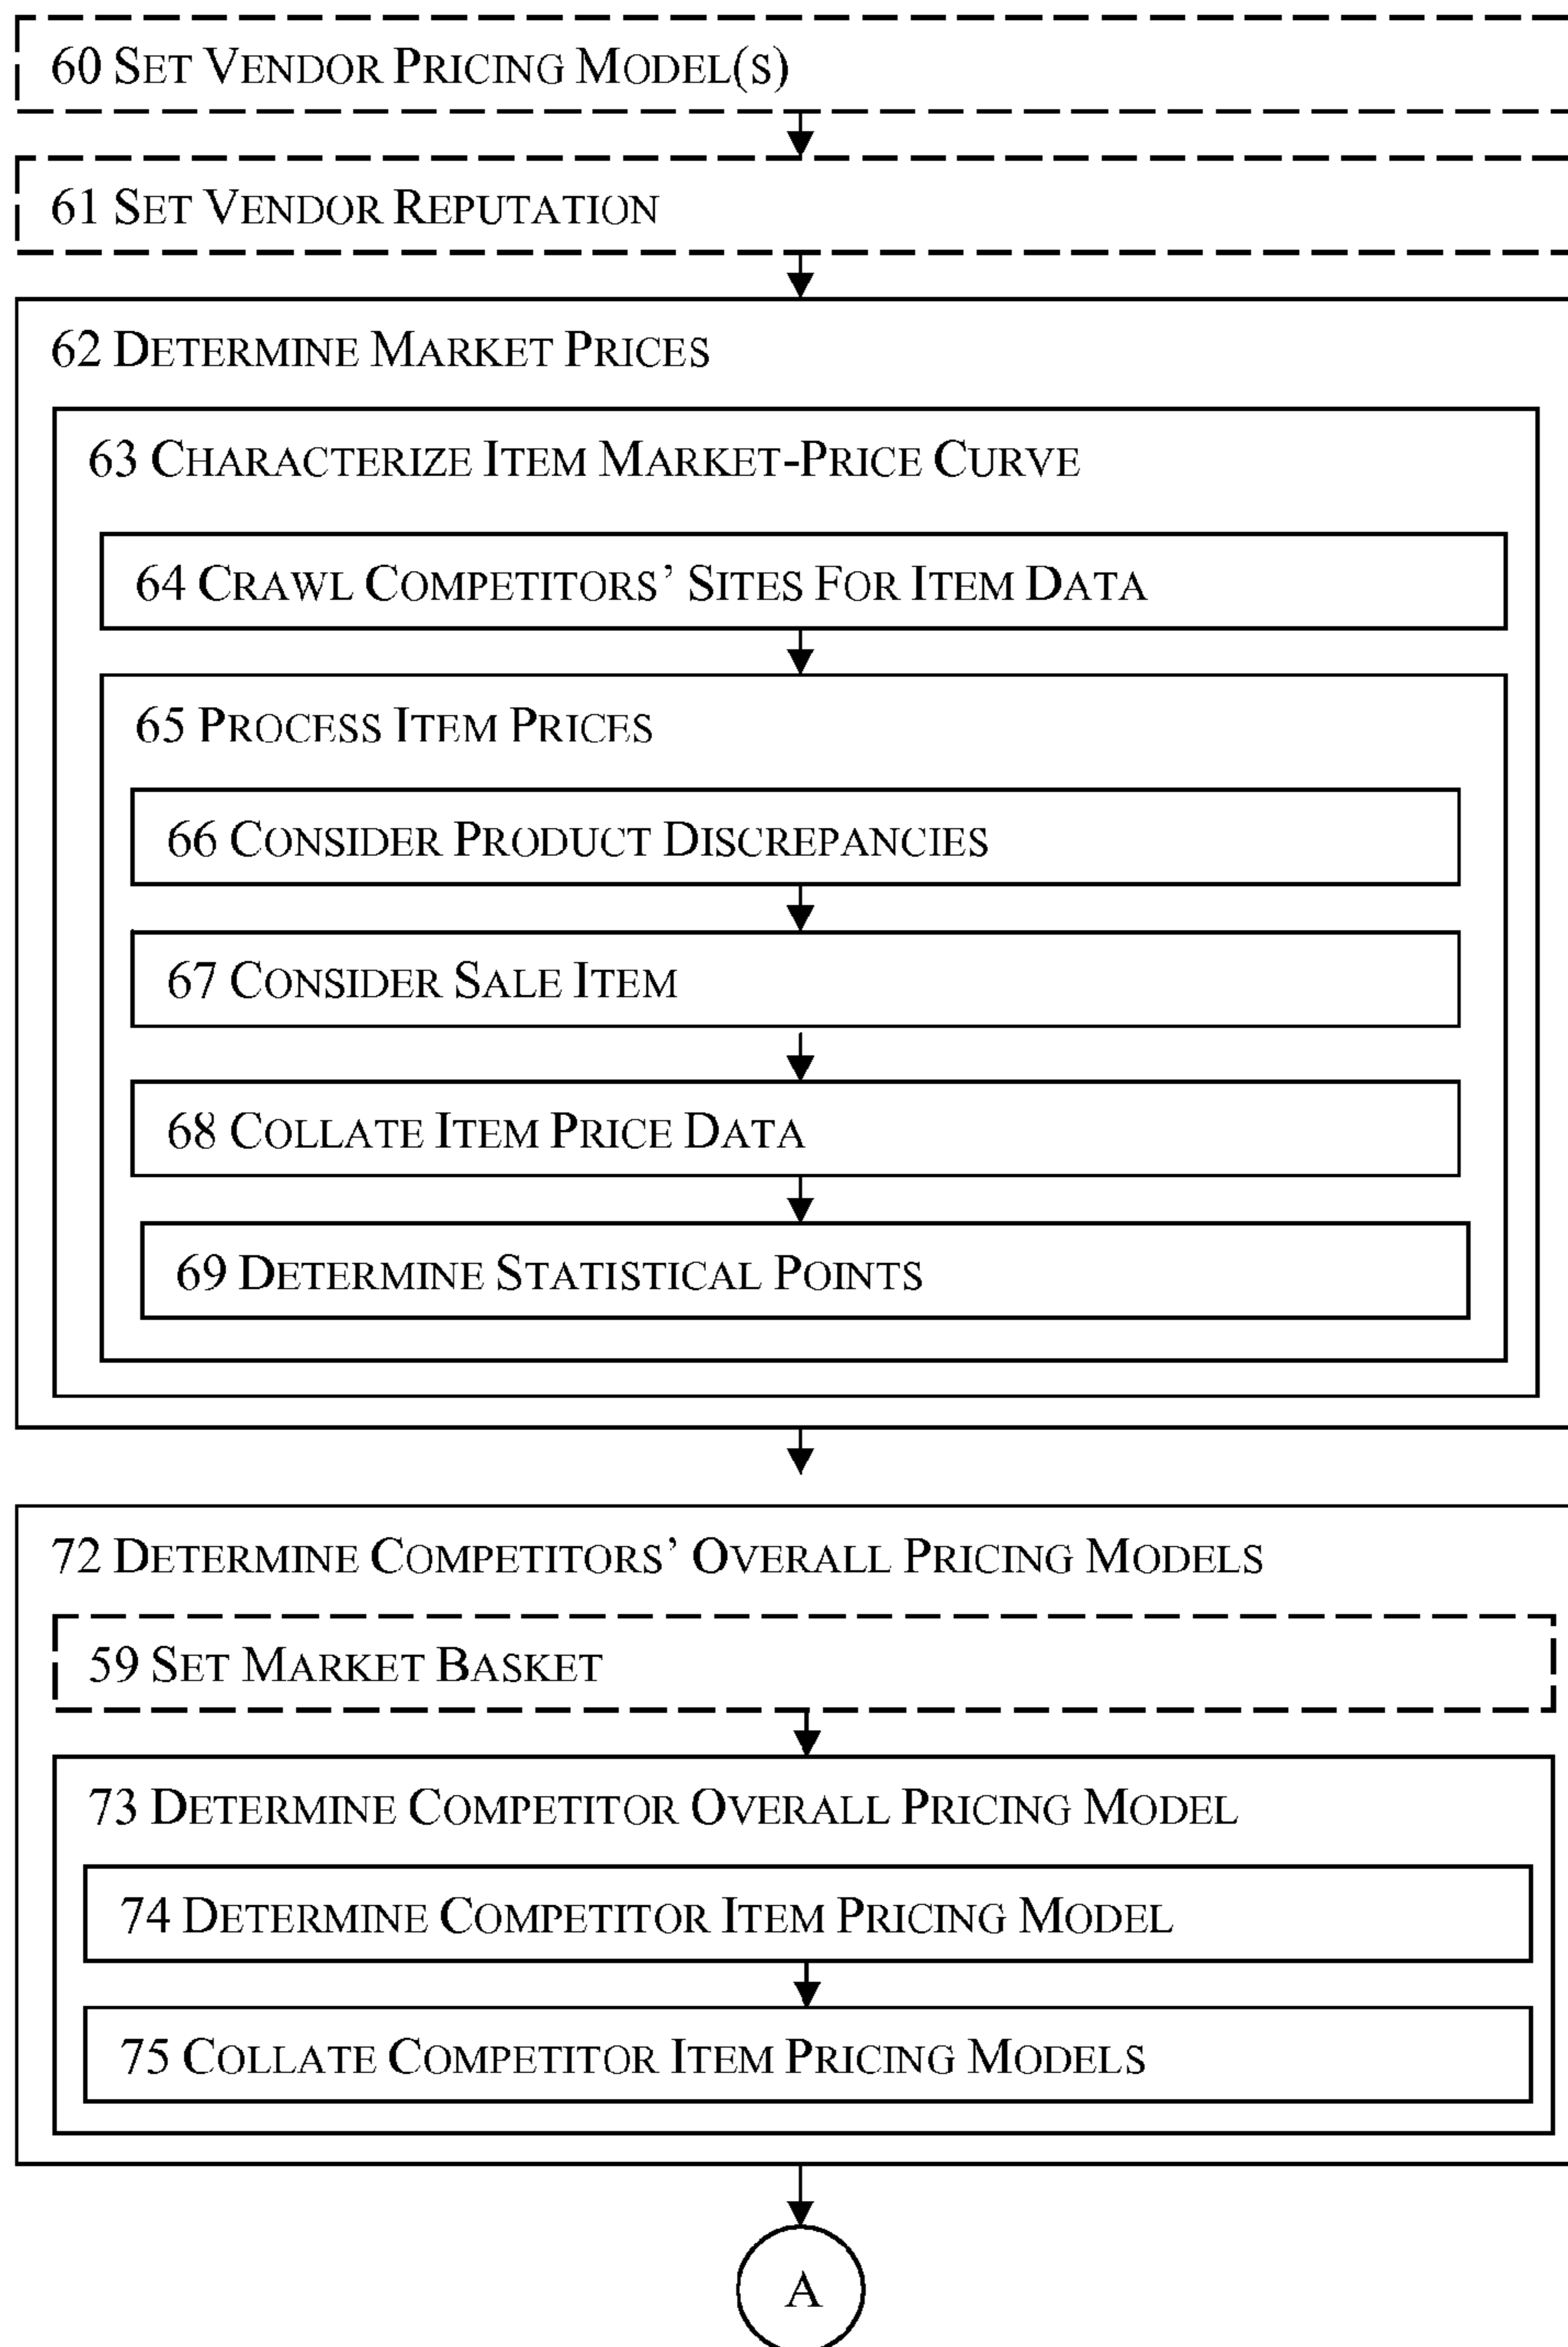 60 SET VENDOR PRICING MODEL(S)
61 SET VENDOR REPUTATION
62 DETERMINE MARKET PRICES
63 CHARACTERIZE ITEM MARKET-PRICE CURVE
64 CRAWL COMPETITORS' SITES FOR ITEM DATA
65 PROCESS ITEM PRICES
66 CONSIDER PRODUCT DISCREPANCIES
67 CONSIDER SALE ITEM
68 COLLATE ITEM PRICE DATA
69 DETERMINE STATISTICAL POINTS
72 DETERMINE COMPETITORS' OVERALL PRICING MODELS
59 SET MARKET BASKET
73 DETERMINE COMPETITOR OVERALL PRICING MODEL
74 DETERMINE COMPETITOR ITEM PRICING MODEL
75 COLLATE COMPETITOR ITEM PRICING MODELS
A